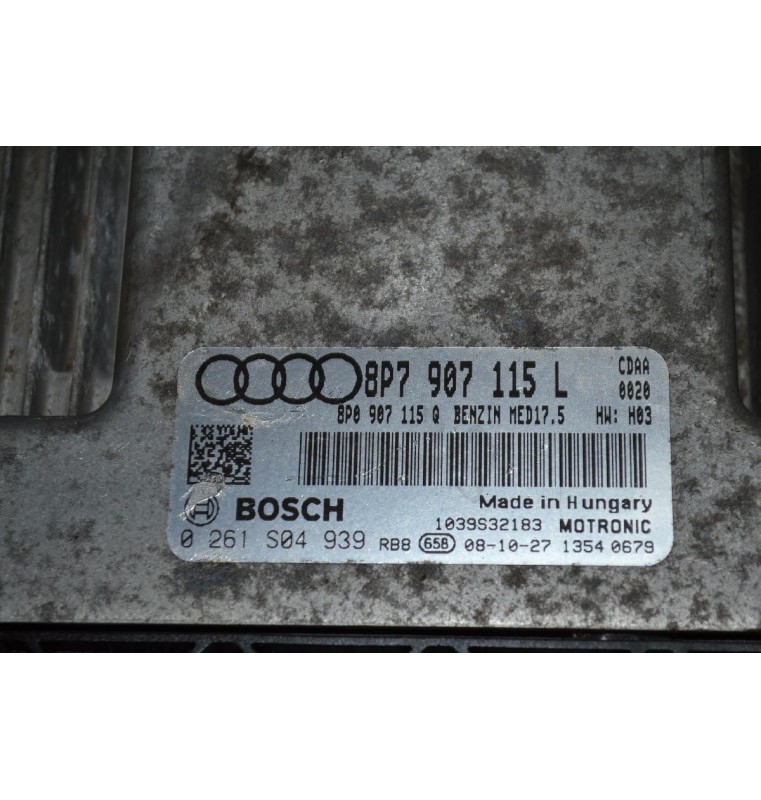 8P7 907 115 L CDAA
0020
8P0 907 115 Q BENZIN MED17.5 HW: H03
BOSCH Made in Hungary
1039S32183 MOTRONIC
0 261 S04 939 RB8 658 08-10-27 1354 0679